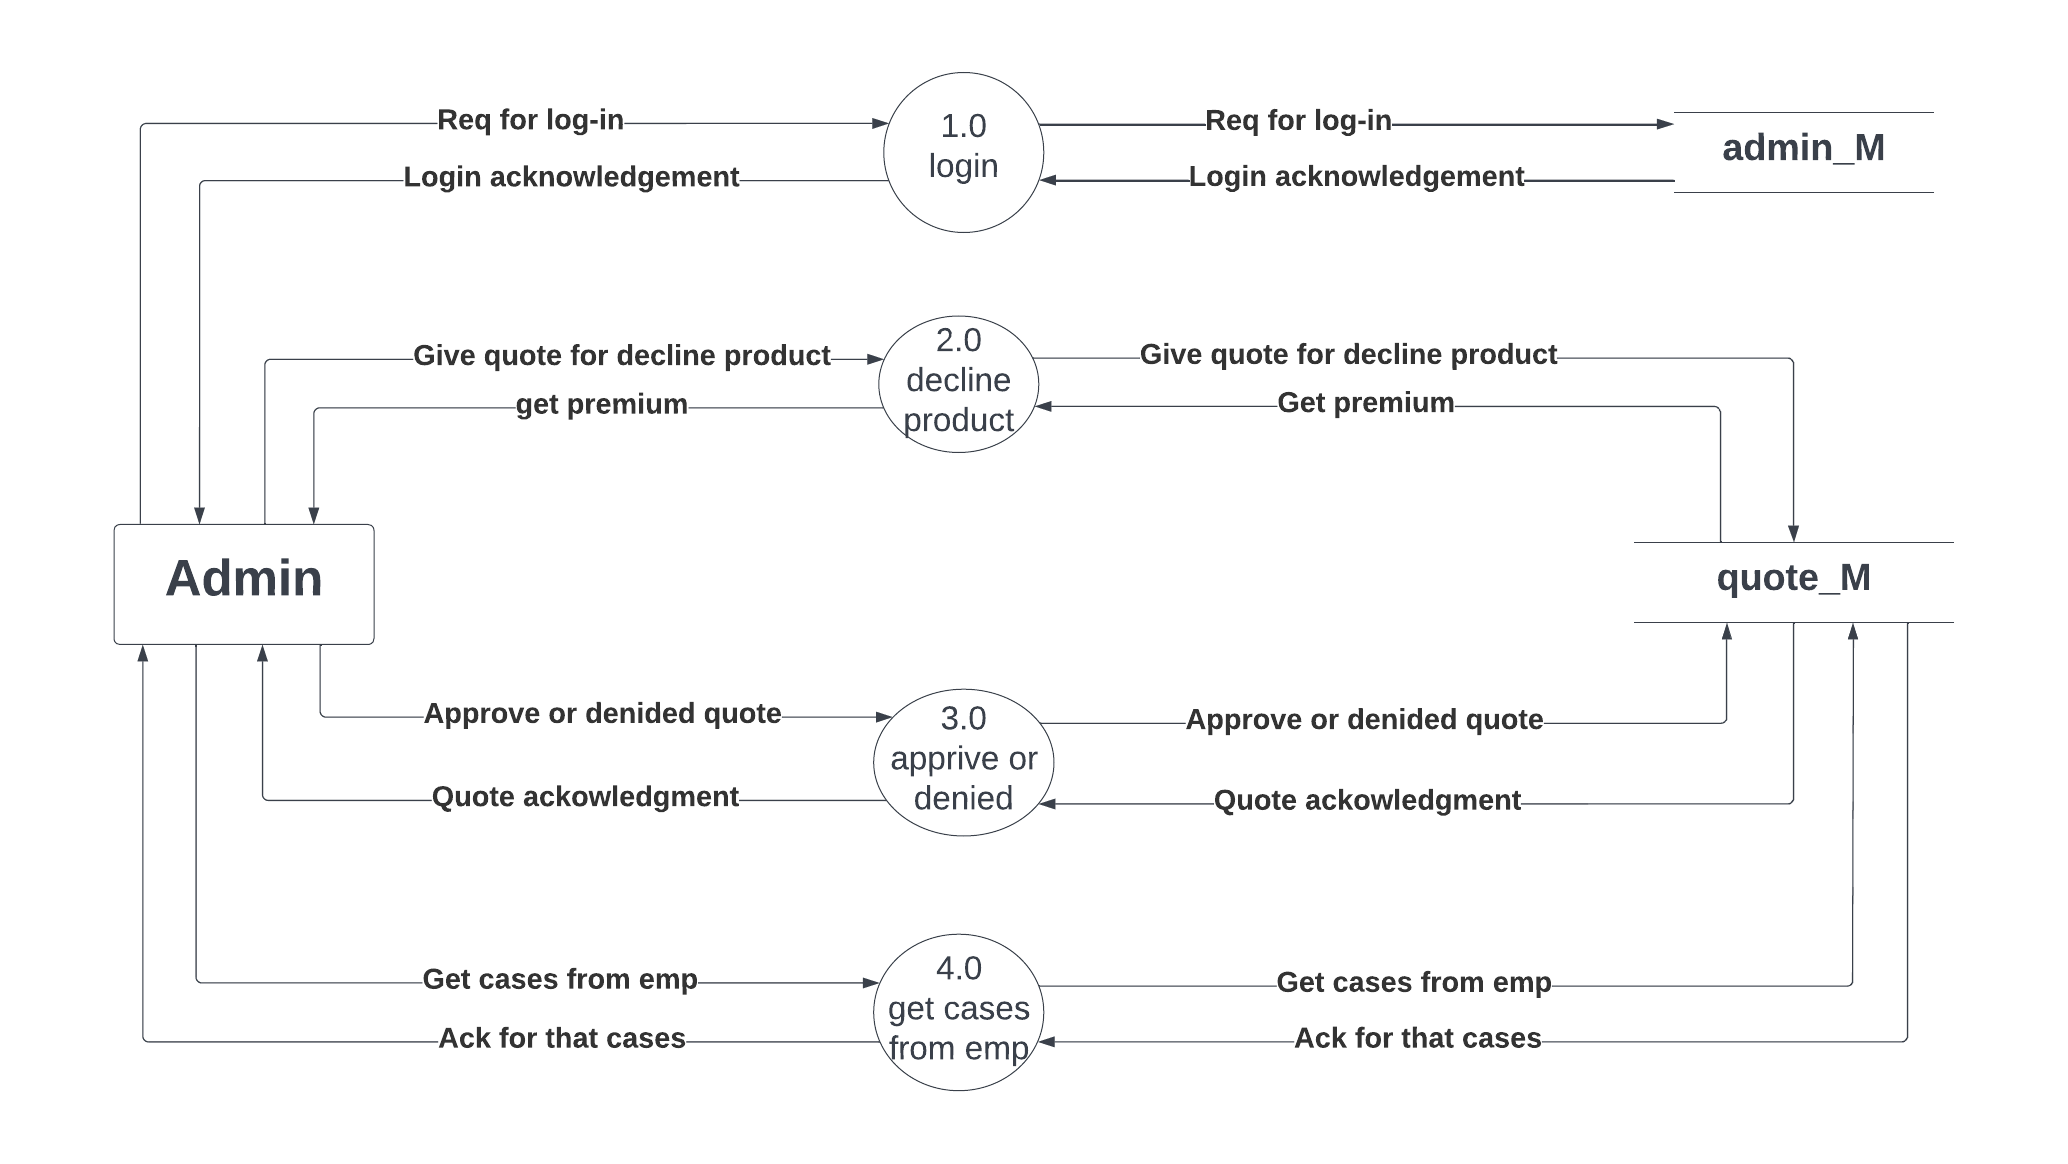 Req for log-in
1.0
login
Req for log-in
admin_M
Login acknowledgement
Login acknowledgement
Give quote for decline product
2.0
decline
product
Give quote for decline product
get premium
Get premium
Admin
quote_M
Approve or denided quote
3.0
apprive or
denied
Approve or denided quote
Quote ackowledgment
Quote ackowledgment
Get cases from emp
4.0
get cases
from emp
Get cases from emp
Ack for that cases
Ack for that cases